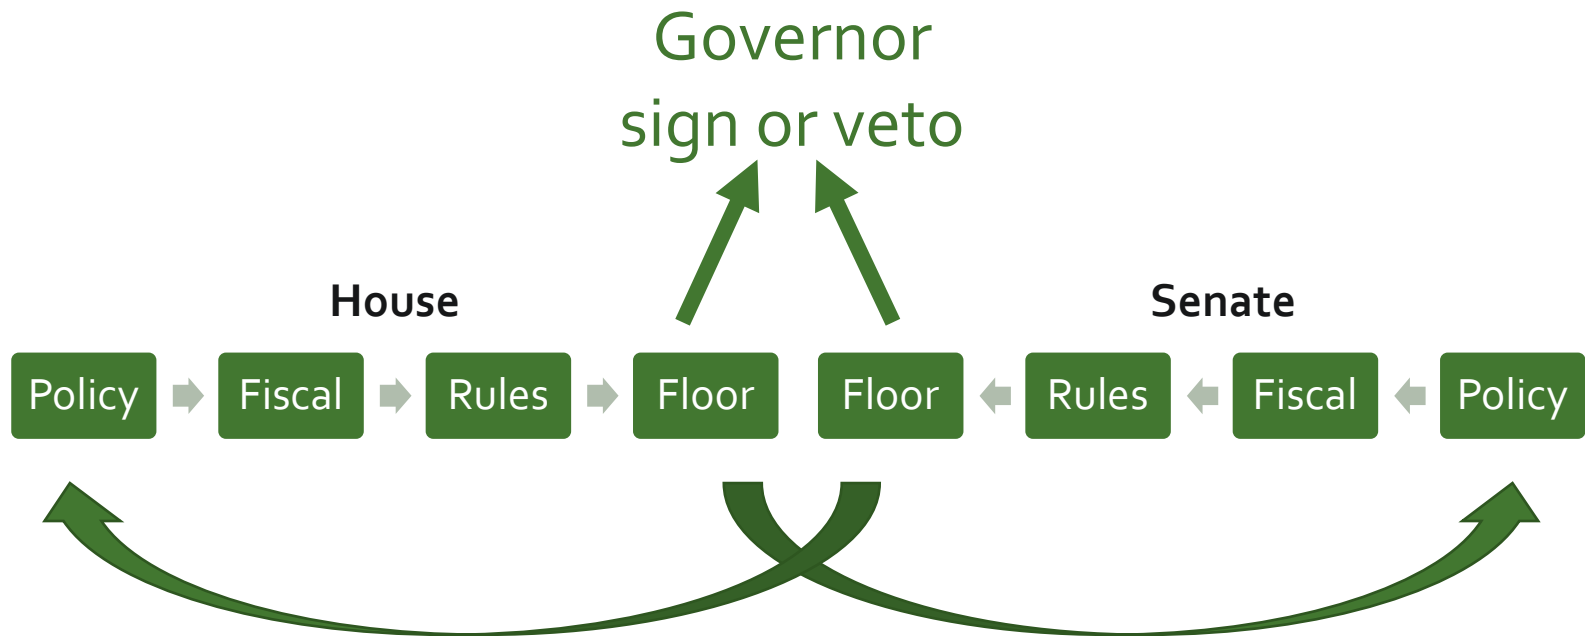 Governor
sign or veto
House
Senate
Policy
Fiscal
Rules
Floor
Floor
Rules
Fiscal
Policy